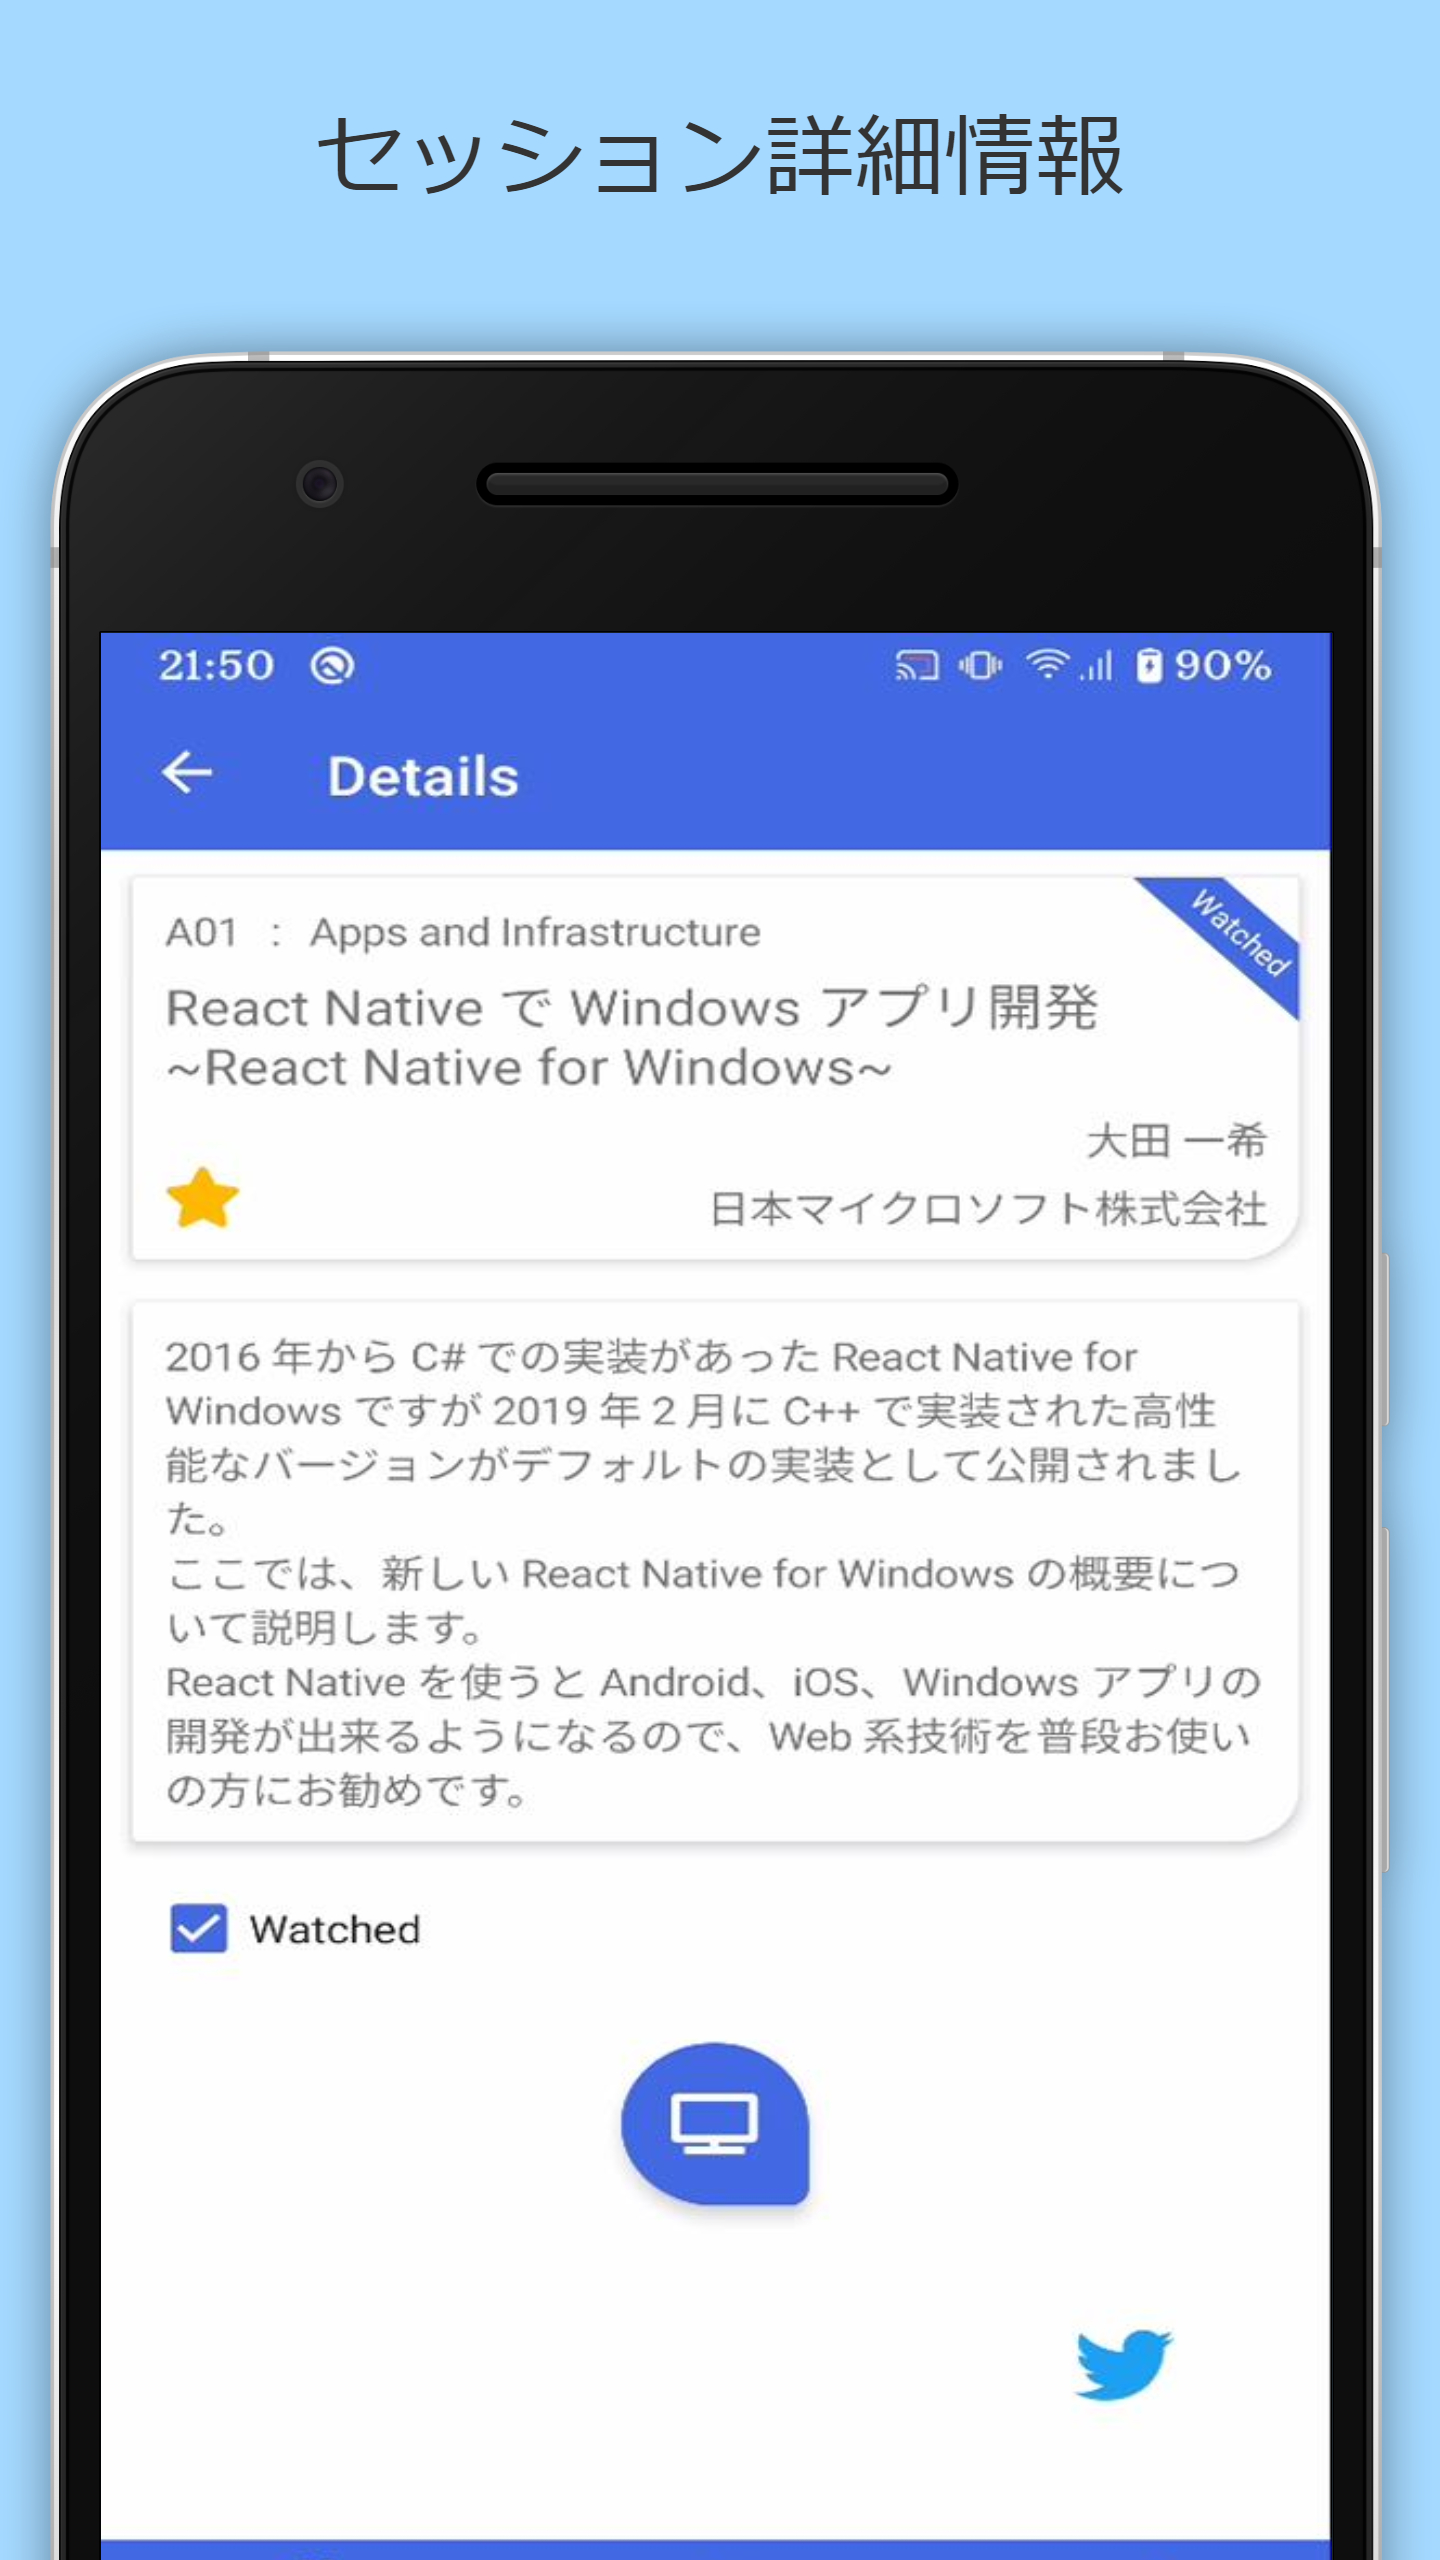 セッション詳細情報
21:50 90%
Details
Watched
A01 : Apps and Infrastructure
React Native で Windows アプリ開発
~React Native for Windows~
大田 一希
日本マイクロソフト株式会社
2016 年から C# での実装があった React Native for
Windows ですが 2019 年 2 月に C++ で実装された高性
能なバージョンがデフォルトの実装として公開されまし
た。
ここでは、新しい React Native for Windows の概要につ
いて説明します。
React Native を使うと Android、iOS、Windows アプリの
開発が出来るようになるので、Web 系技術を普段お使い
の方にお勧めです。
Watched